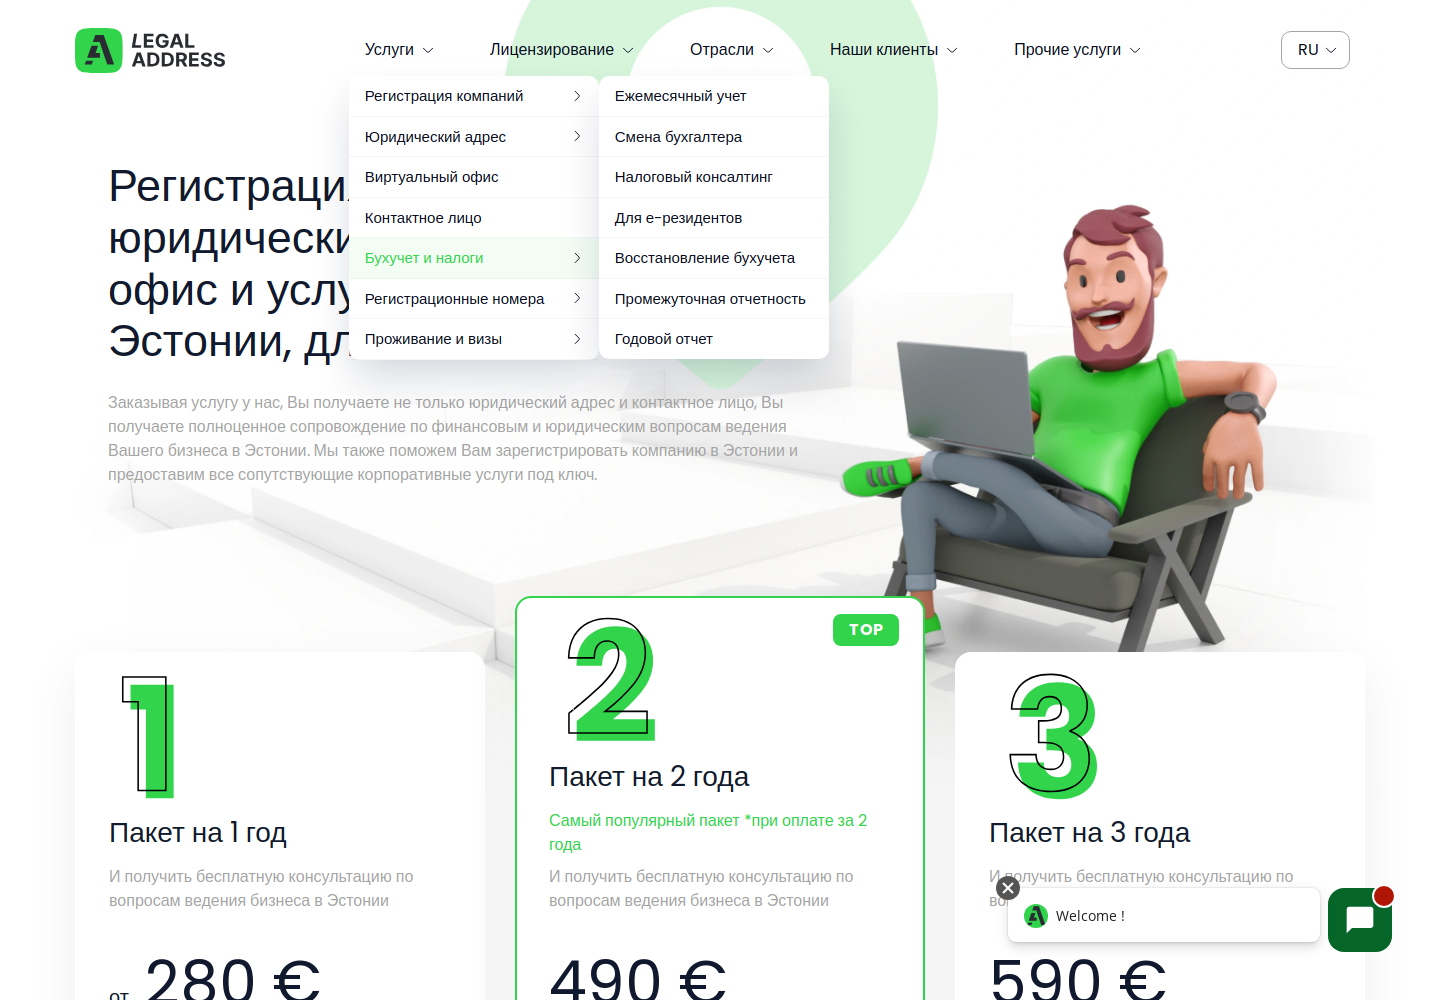 LEGAL
ADDRESS
Услуги
Лицензирование
Отрасли
Наши клиенты
Прочие услуги
RU
Регистрация компаний
Юридический адрес
Виртуальный офис
Контактное лицо
Бухучет и налоги
Регистрационные номера
Проживание и визы
Ежемесячный учет
Смена бухгалтера
Налоговый консалтинг
Для е-резидентов
Восстановление бухучета
Промежуточная отчетность
Годовой отчет
офис и
Эстонии,
Заказывая услугу у нас, Вы получаете не только юридический адрес и контактное лицо, Вы
получаете полноценное сопровождение по финансовым и юридическим вопросам ведения
Вашего бизнеса в Эстонии. Мы также поможем Вам зарегистрировать компанию в Эстонии и
предоставим все сопутствующие корпоративные услуги под ключ.
1
Пакет на 1 год
И получить бесплатную консультацию по
вопросам ведения бизнеса в Эстонии
от 280 €
2
TOP
Пакет на 2 года
Самый популярный пакет *при оплате за 2
года
И получить бесплатную консультацию по
вопросам ведения бизнеса в Эстонии
490 €
3
Пакет на 3 года
И получить бесплатную консультацию по
590 €
Welcome !